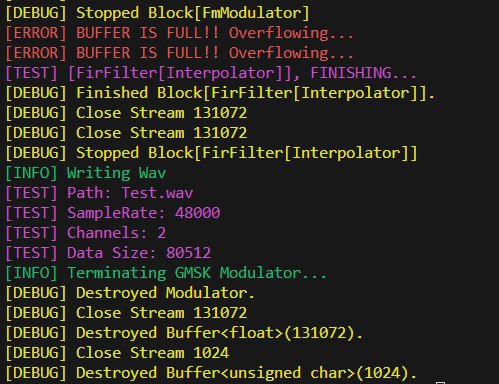 [DEBUG] Stopped Block[FmModulator]
[ERROR] BUFFER IS FULL!! Overflowing...
[ERROR] BUFFER IS FULL!! Overflowing...
[TEST] [FirFilter[Interpolator]], FINISHING...
[DEBUG] Finished Block[FirFilter[Interpolator]].
[DEBUG] Close Stream 131072
[DEBUG] Close Stream 131072
[DEBUG] Stopped Block[FirFilter[Interpolator]]
[INFO] Writing Wav
[TEST] Path: Test.wav
[TEST] SampleRate: 48000
[TEST] Channels: 2
[TEST] Data Size: 80512
[INFO] Terminating GMSK Modulator...
[DEBUG] Destroyed Modulator.
[DEBUG] Close Stream 131072
[DEBUG] Destroyed Buffer<float>(131072).
[DEBUG] Close Stream 1024
[DEBUG] Destroyed Buffer<unsigned char>(1024).